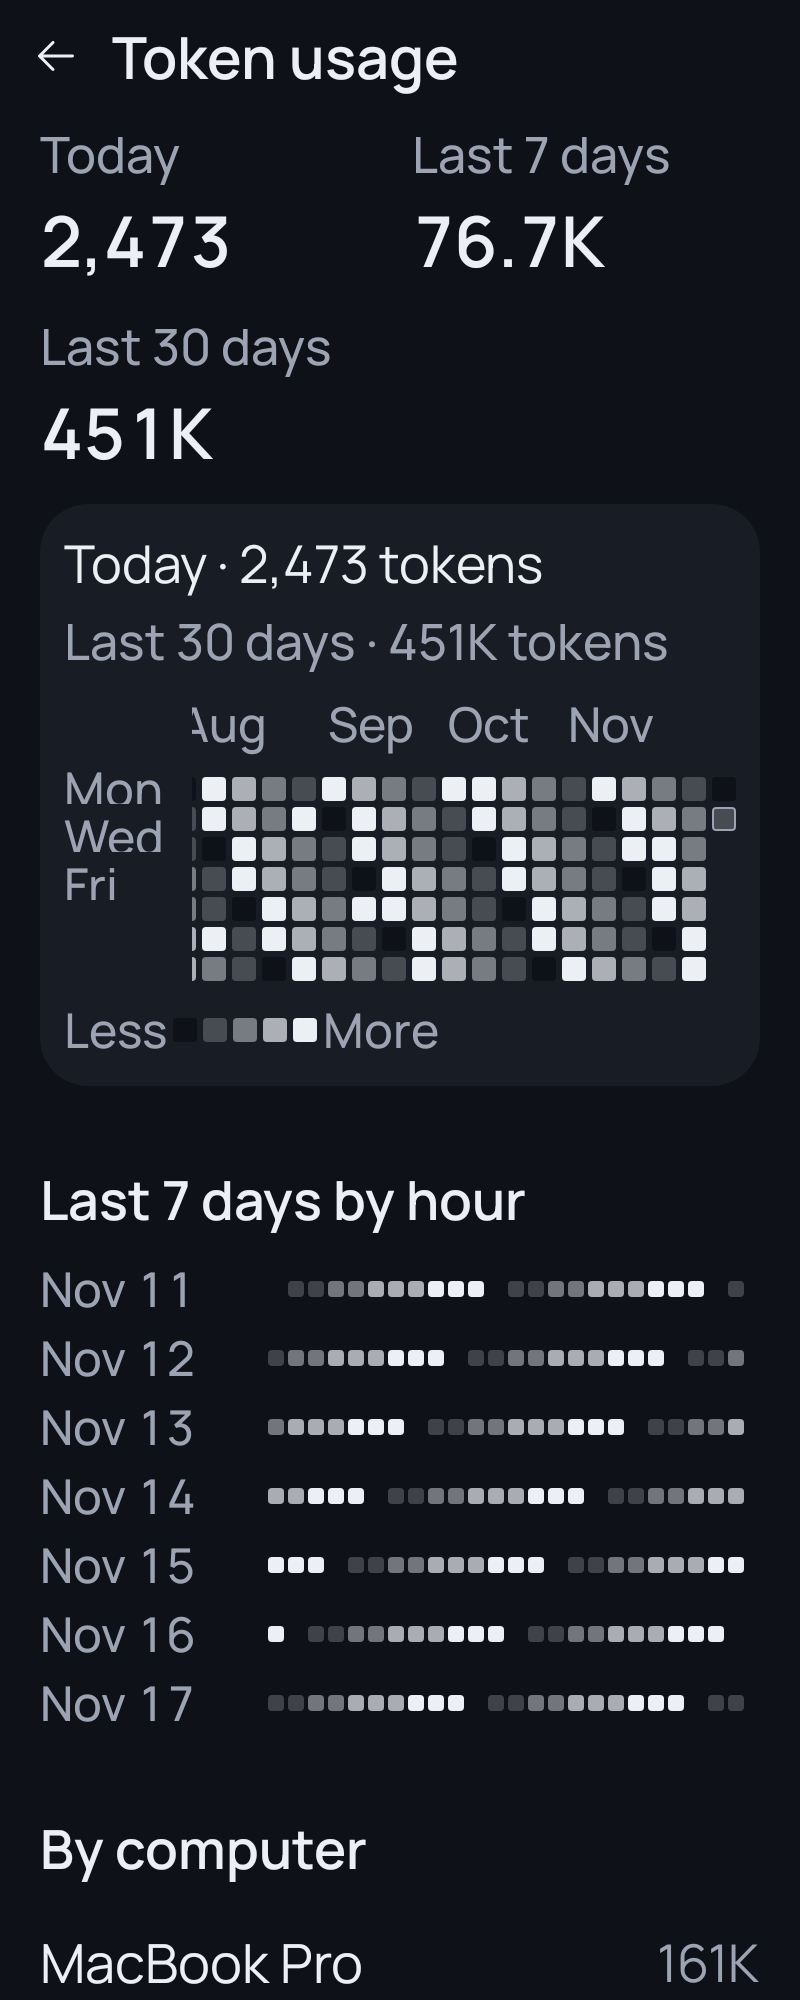 Token usage
Today
2,473
Last 7 days
76.7K
Last 30 days
451K
Today · 2,473 tokens
Last 30 days · 451K tokens
Aug Sep Oct Nov
Mon
Wed
Fri
Less More
Last 7 days by hour
Nov 11
Nov 12
Nov 13
Nov 14
Nov 15
Nov 16
Nov 17
By computer
MacBook Pro 161K